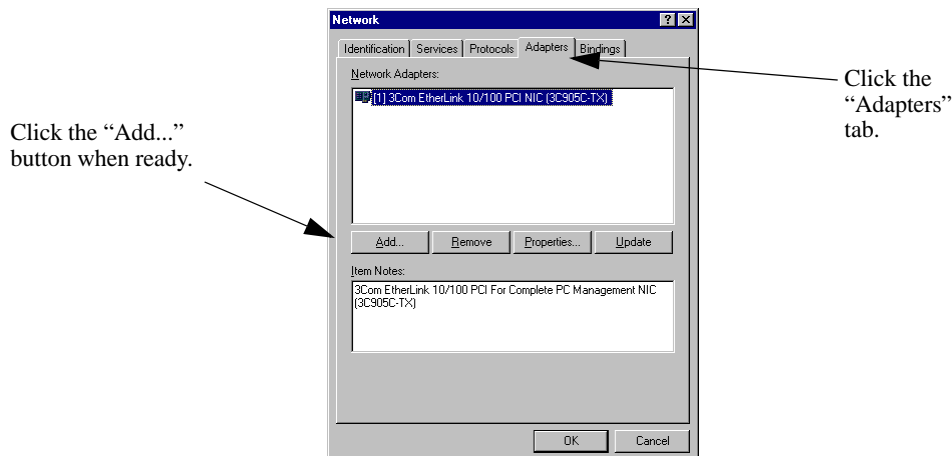 Network
Identification Services Protocols Adapters Bindings
Network Adapters:
[1] 3Com EtherLink 10/100 PCI NIC (3C905C-TX)
Click the
“Adapters”
tab.
Click the “Add...”
button when ready.
Add... Remove Properties... Update
Item Notes:
3Com EtherLink 10/100 PCI For Complete PC Management NIC
(3C905C-TX)
OK Cancel